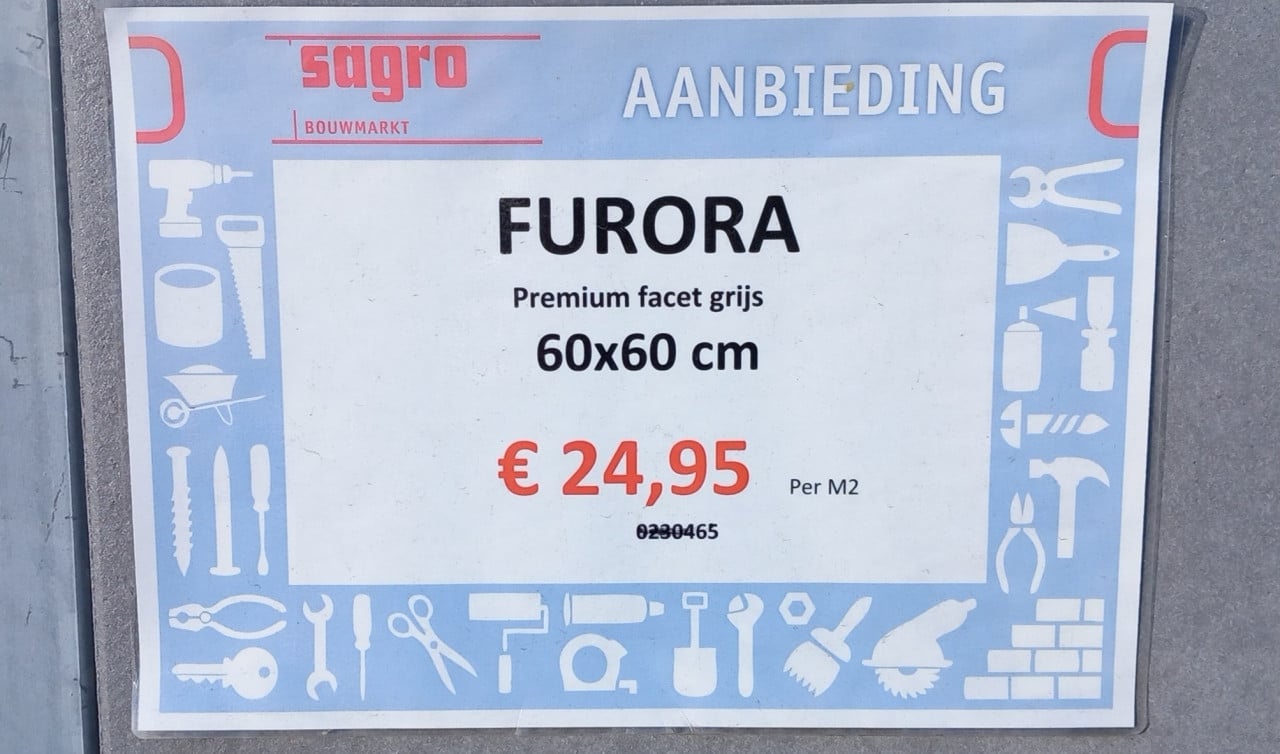 sagro
BOUWMARKT
AANBIEDING
FURORA
Premium facet grijs
60x60 cm
€ 24,95 Per M2
0230465